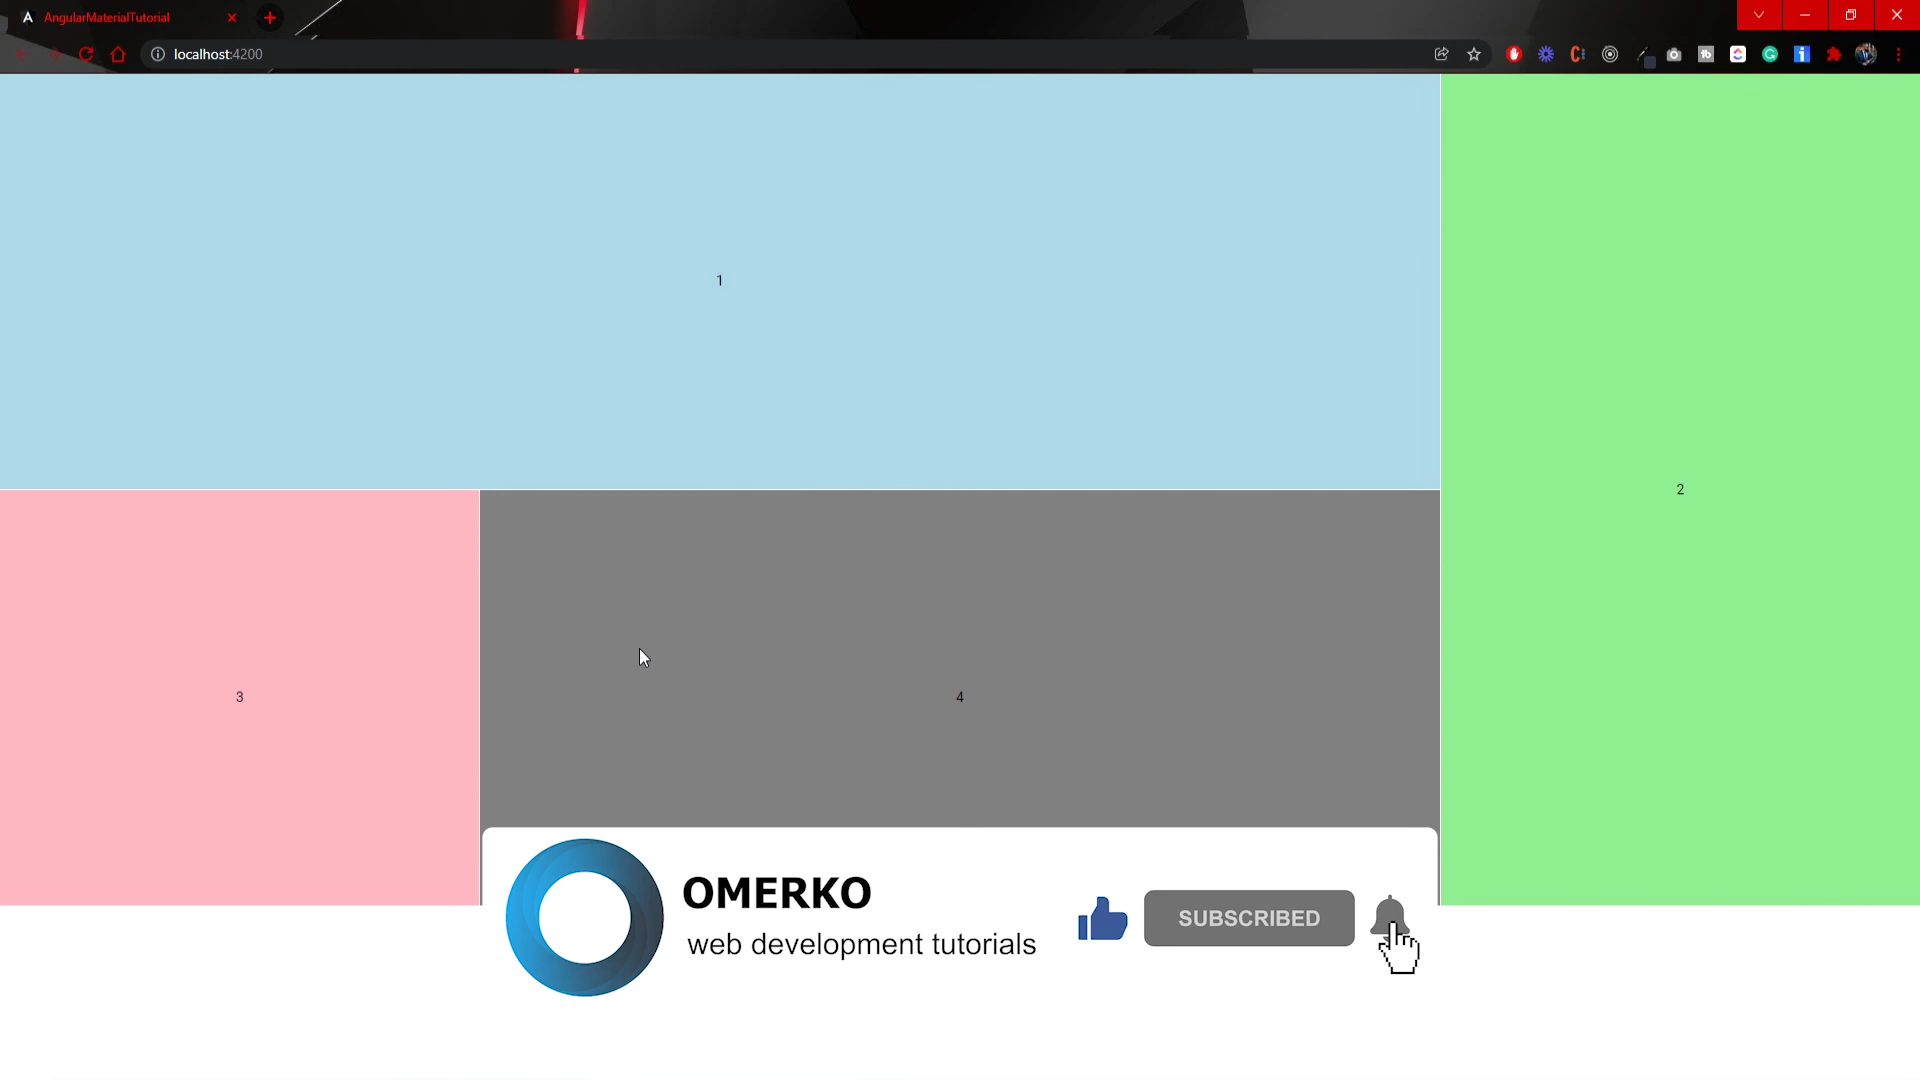 AngularMaterialTutorial
localhost:4200
1
2
3
4
OMERKO
web development tutorials
SUBSCRIBED